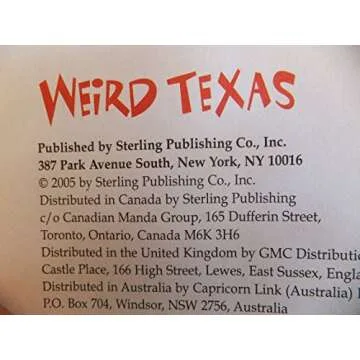 WEIRD TEXAS
Published by Sterling Publishing Co., Inc.
387 Park Avenue South, New York, NY 10016
© 2005 by Sterling Publishing Co., Inc.
Distributed in Canada by Sterling Publishing
c/o Canadian Manda Group, 165 Dufferin Street,
Toronto, Ontario, Canada M6K 3H6
Distributed in the United Kingdom by GMC Distributio
Castle Place, 166 High Street, Lewes, East Sussex, Engla
Distributed in Australia by Capricorn Link (Australia)
P.O. Box 704, Windsor, NSW 2756, Australia